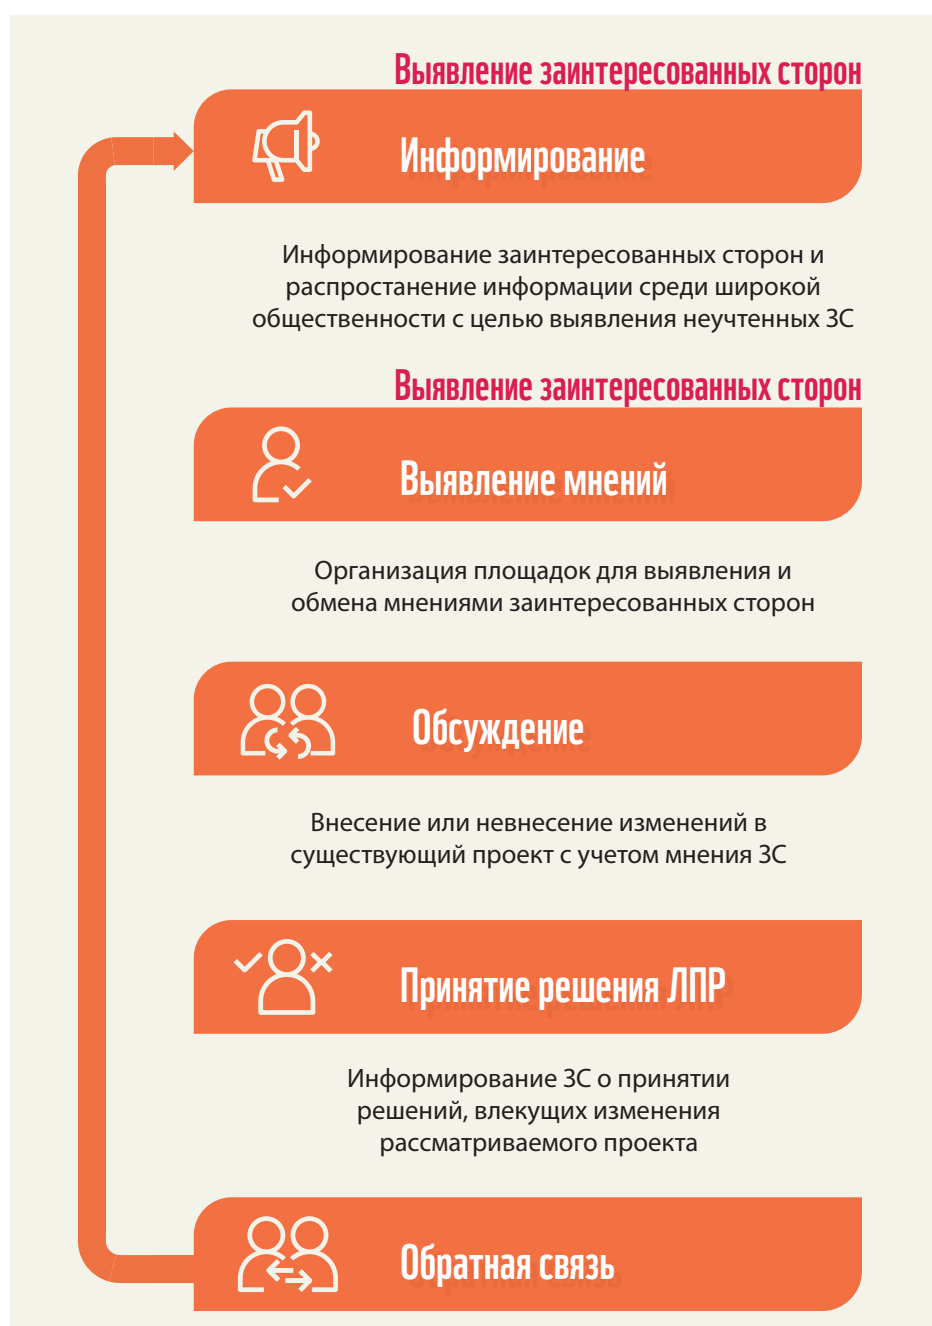 Выявление заинтересованных сторон
Информирование
Информирование заинтересованных сторон и
распростанение информации среди широкой
общественности с целью выявления неучтенных ЗС
Выявление заинтересованных сторон
Выявление мнений
Организация площадок для выявления и
обмена мнениями заинтересованных сторон
Обсуждение
Внесение или невнесение изменений в
существующий проект с учетом мнения ЗС
Принятие решения ЛПР
Информирование ЗС о принятии
решений, влекущих изменения
рассматриваемого проекта
Обратная связь